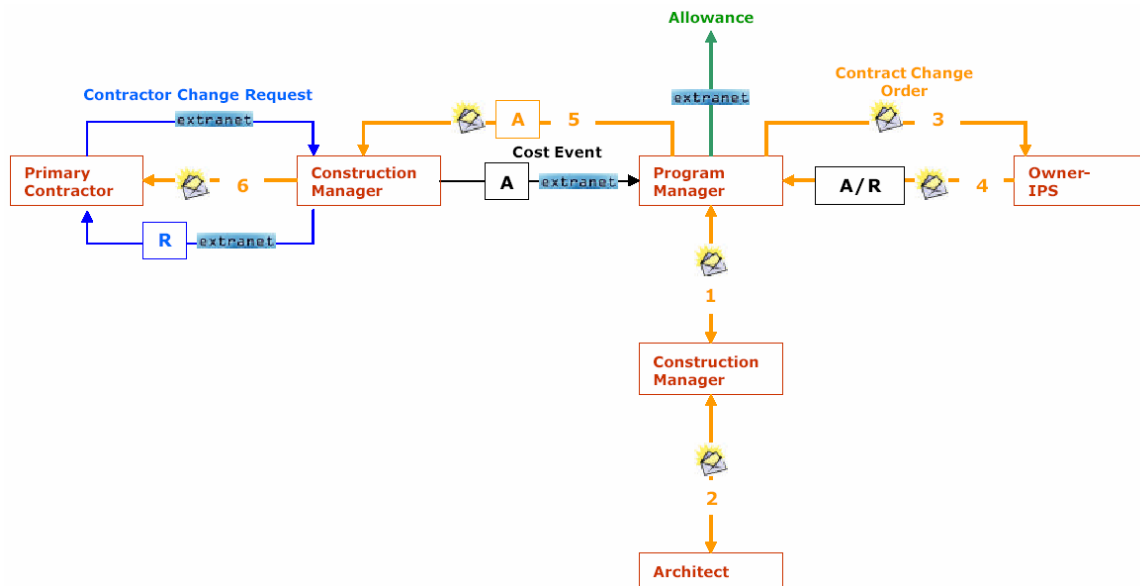 Allowance
Contractor Change Request
extranet
extranet
Contract Change
Order
A
5
3
Cost Event
Primary
Contractor
6
Construction
Manager
A
extranet
Program
Manager
A/R
4
Owner-
IPS
R
extranet
1
Construction
Manager
2
Architect